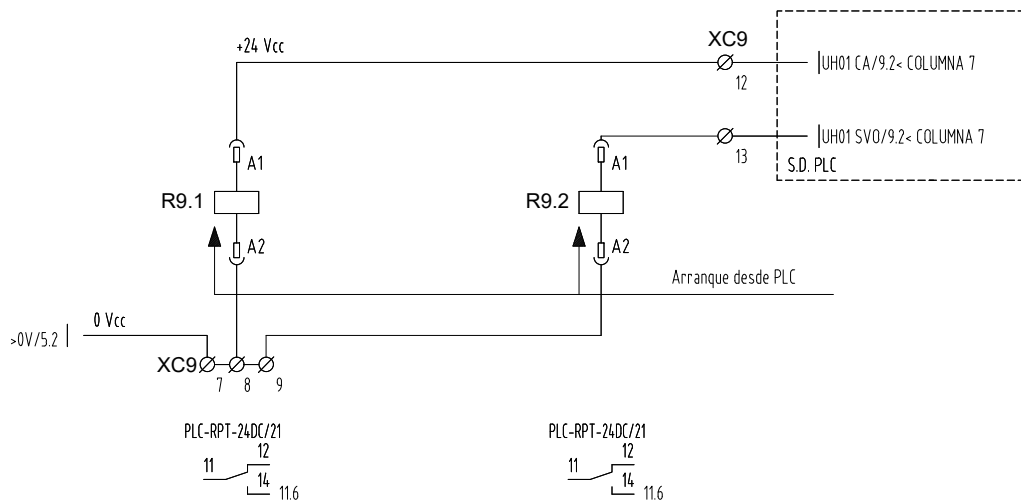 +24 Vcc
XC9
12
UH01 CA/9.2< COLUMNA 7
13
UH01 SVO/9.2< COLUMNA 7
S.D. PLC
A1
A1
R9.1
R9.2
A2
A2
Arranque desde PLC
0 Vcc
>0V/5.2
XC9
7
8
9
PLC-RPT-24DC/21
PLC-RPT-24DC/21
12
12
11
11
14
14
11.6
11.6